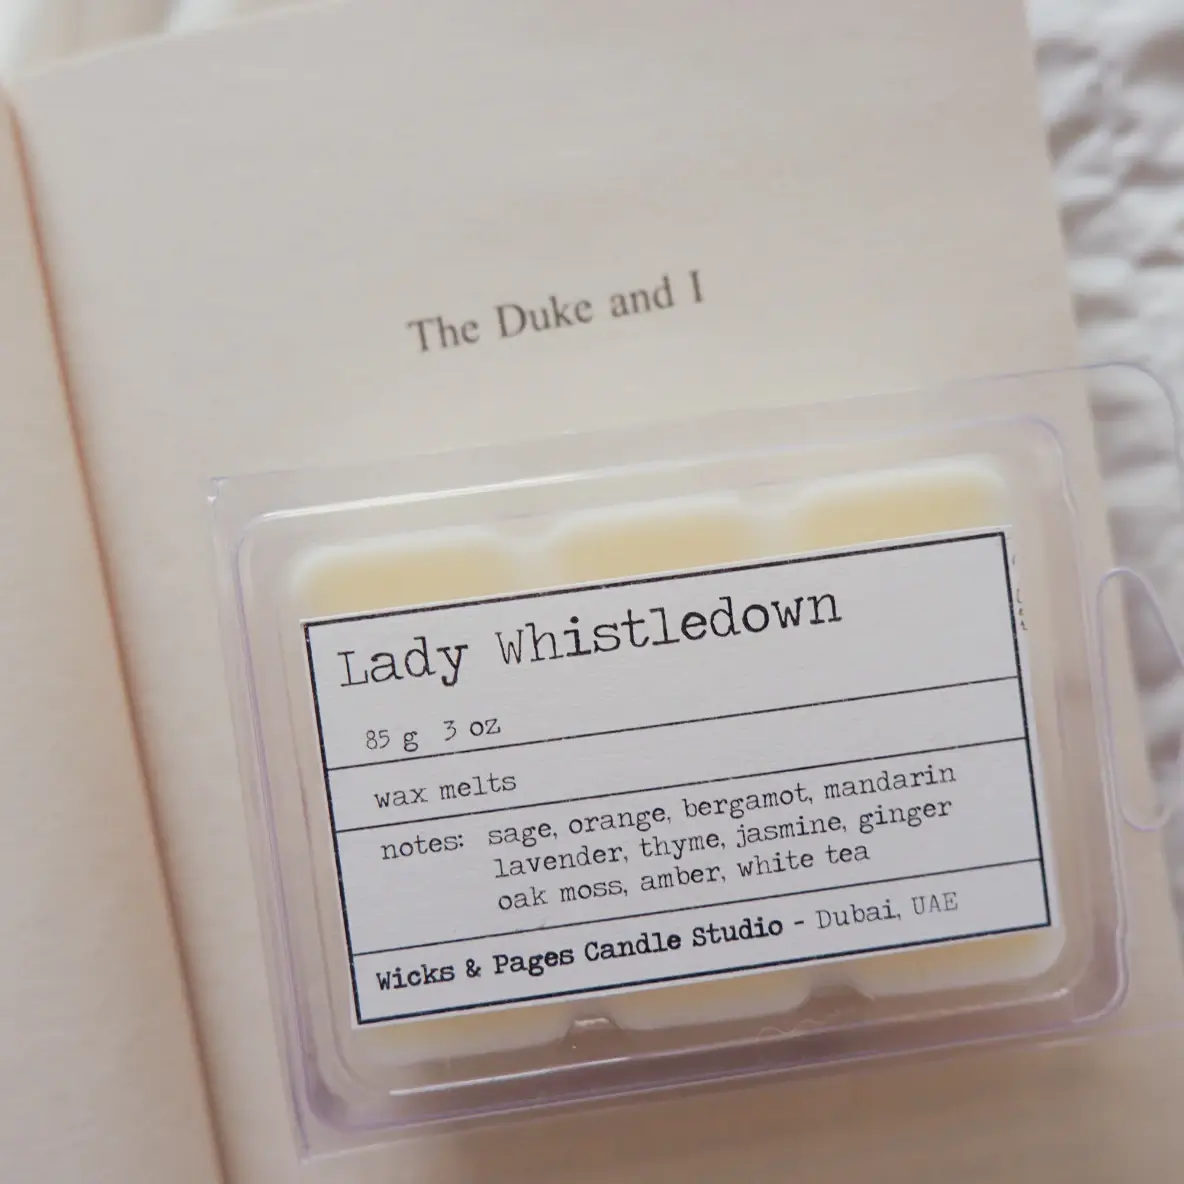 The Duke and I
Lady Whistledown
85 g 3 oz
wax melts
notes: sage, orange, bergamot, mandarin
lavender, thyme, jasmine, ginger
oak moss, amber, white tea
Wicks & Pages Candle Studio - Dubai, UAE